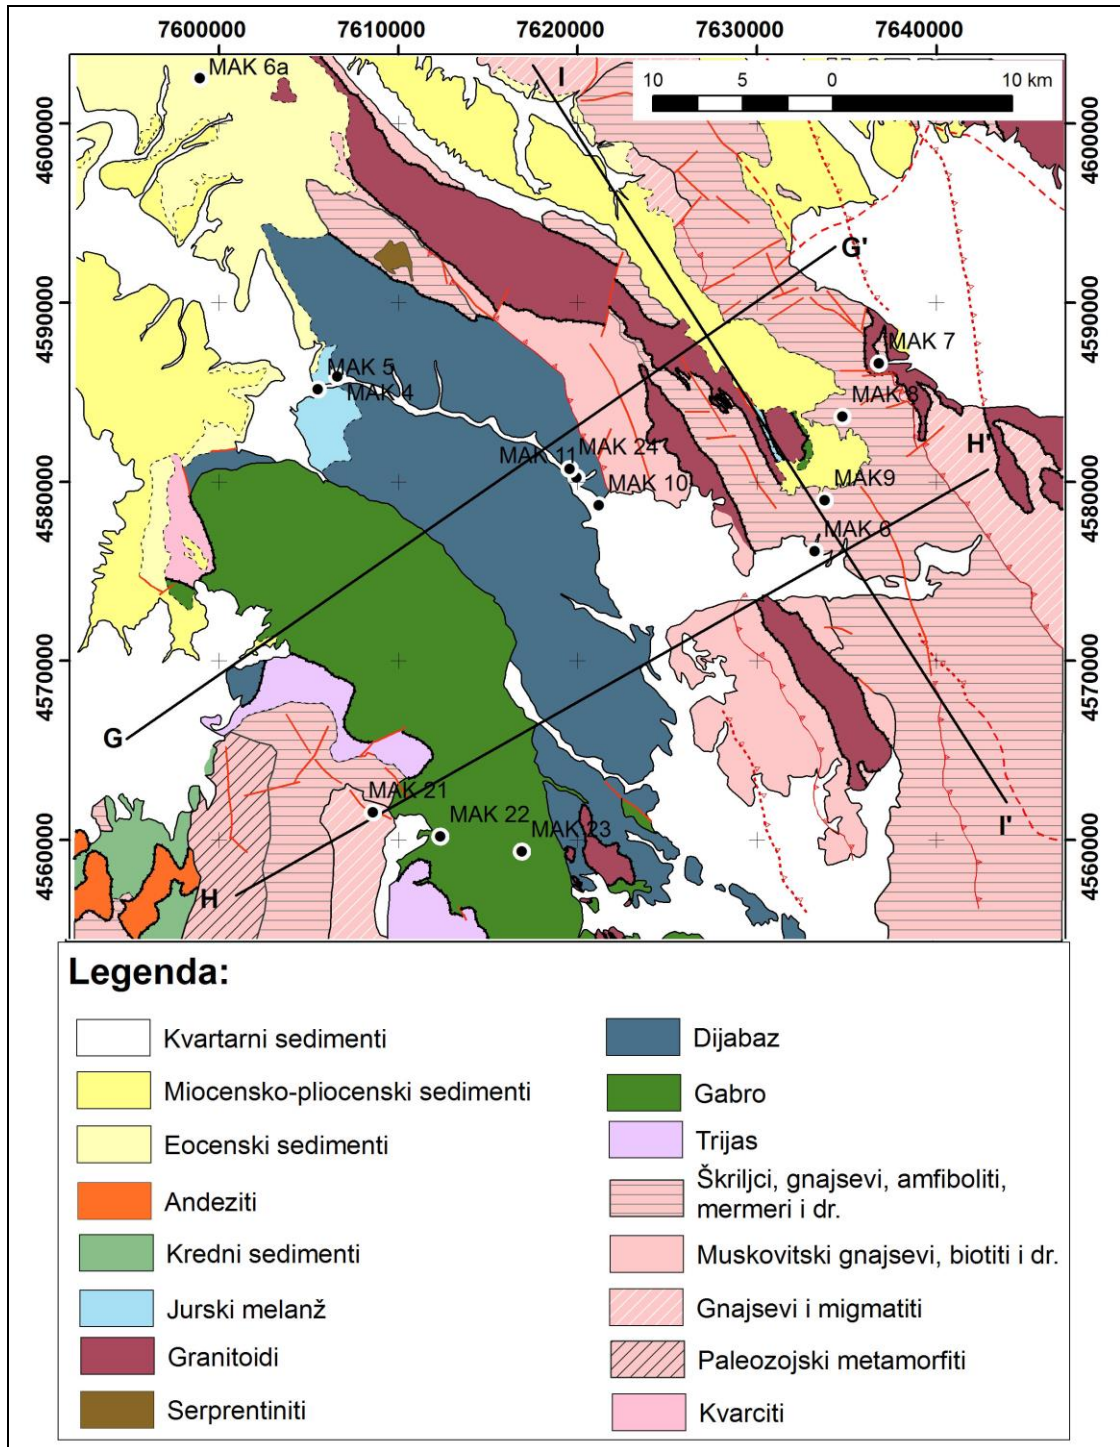 7600000 7610000 7620000 7630000 7640000
10 5 0 10 km
4600000 4600000
4590000 4590000
4580000 4580000
4570000 4570000
4560000 4560000
MAK 6a
I
G'
MAK 7
MAK 5
MAK 4
MAK 8
H'
MAK 11 MAK 24
MAK 10
MAK9
MAK 6
G
MAK 21
MAK 22
MAK 23
I'
H
Legenda:
Kvartarni sedimenti
Miocensko-pliocenski sedimenti
Eocenski sedimenti
Andeziti
Kredni sedimenti
Jurski melanž
Granitoidi
Serprentiniti
Dijabaz
Gabro
Trijas
Škriljci, gnajsevi, amfiboliti,
mermeri i dr.
Muskovitski gnajsevi, biotiti i dr.
Gnajsevi i migmatiti
Paleozojski metamorfiti
Kvarciti